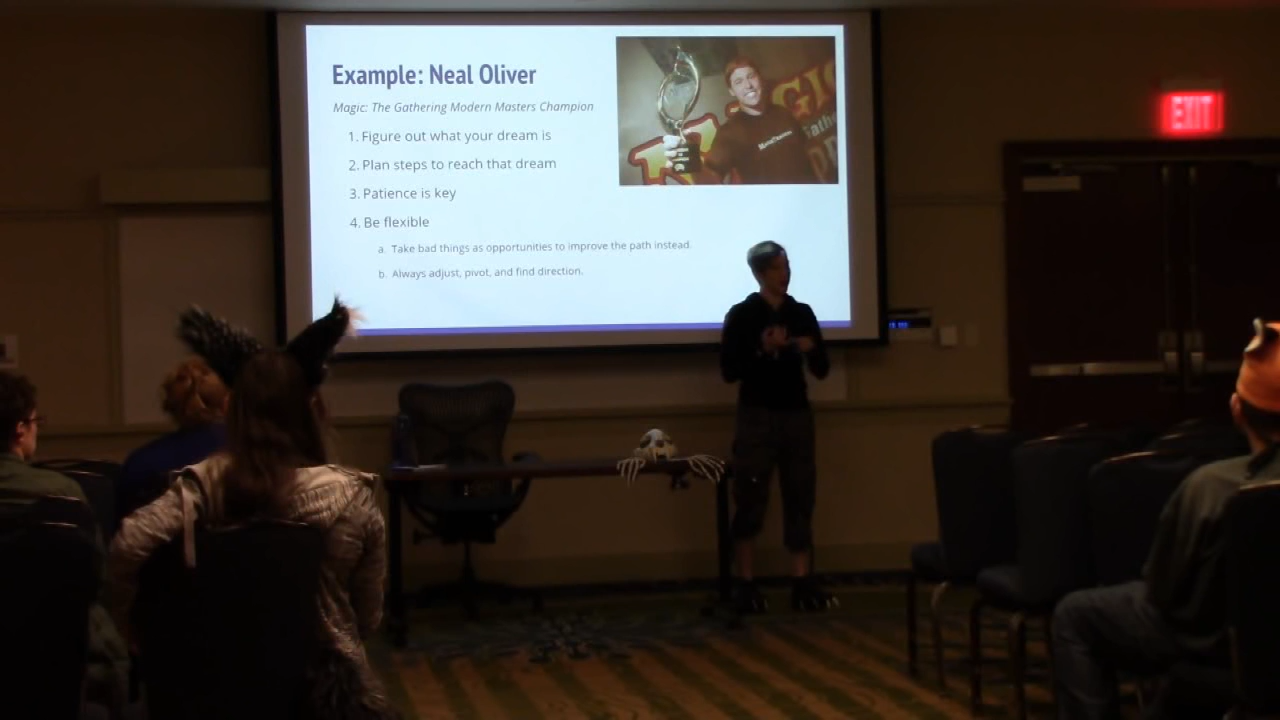 Example: Neal Oliver
Magic: The Gathering Modern Masters Champion
1. Figure out what your dream is
2. Plan steps to reach that dream
3. Patience is key
4. Be flexible
a. Take bad things as opportunities to improve the path instead.
b. Always adjust, pivot, and find direction.
EXIT